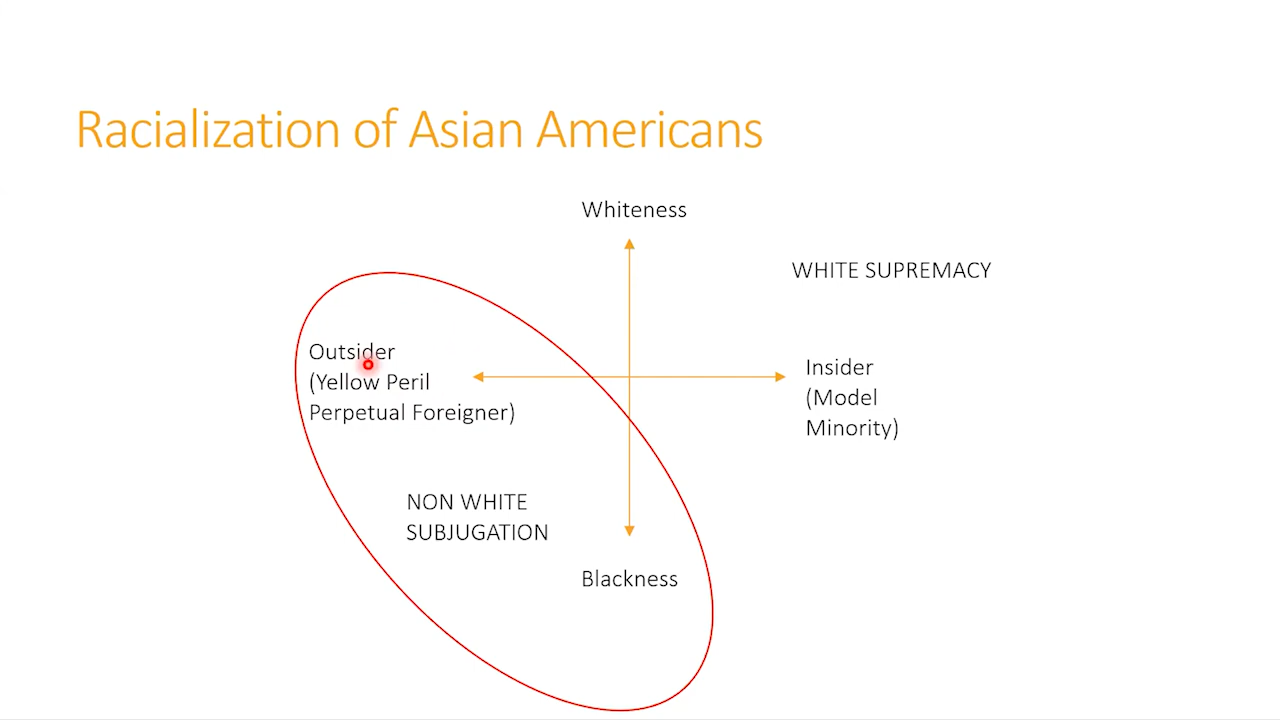 Racialization of Asian Americans
Whiteness
WHITE SUPREMACY
Outsider
(Yellow Peril
Perpetual Foreigner)
Insider
(Model
Minority)
NON WHITE
SUBJUGATION
Blackness